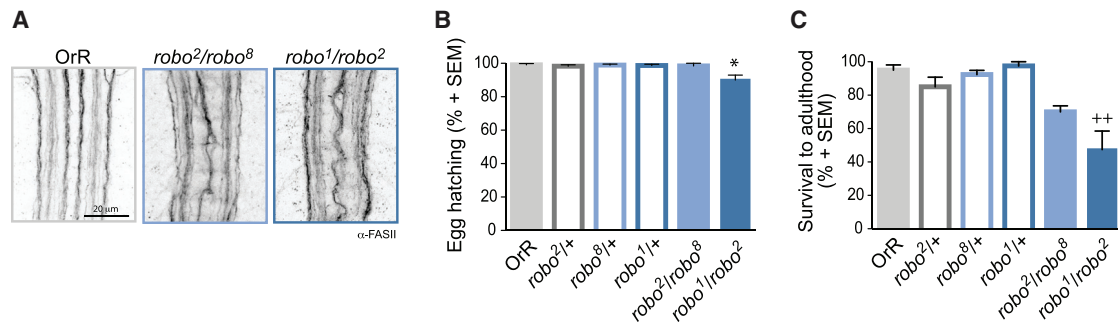 A
OrR
robo²/robo⁸
robo¹/robo²
20 µm
α-FASII
B
Egg hatching (% + SEM)
100
80
60
40
20
0
*
OrR
robo²/+
robo⁸/+
robo¹/+
robo²/robo⁸
robo¹/robo²
C
Survival to adulthood
(% + SEM)
100
80
60
40
20
0
++
OrR
robo²/+
robo⁸/+
robo¹/+
robo²/robo⁸
robo¹/robo²